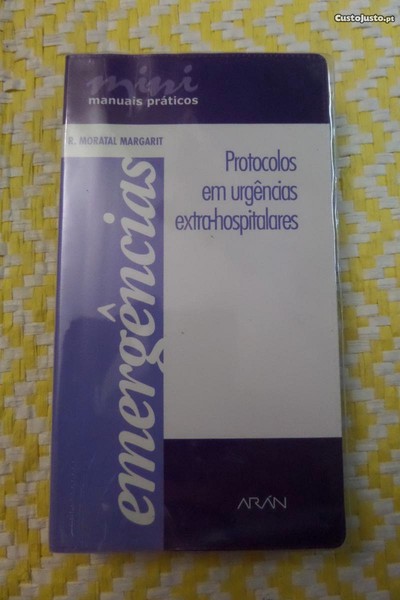 CustoJusto.pt
mini
manuais práticos
R. MORATAL MARGARIT
Protocolos
em urgências
extra-hospitalares
emergências
ARÁN